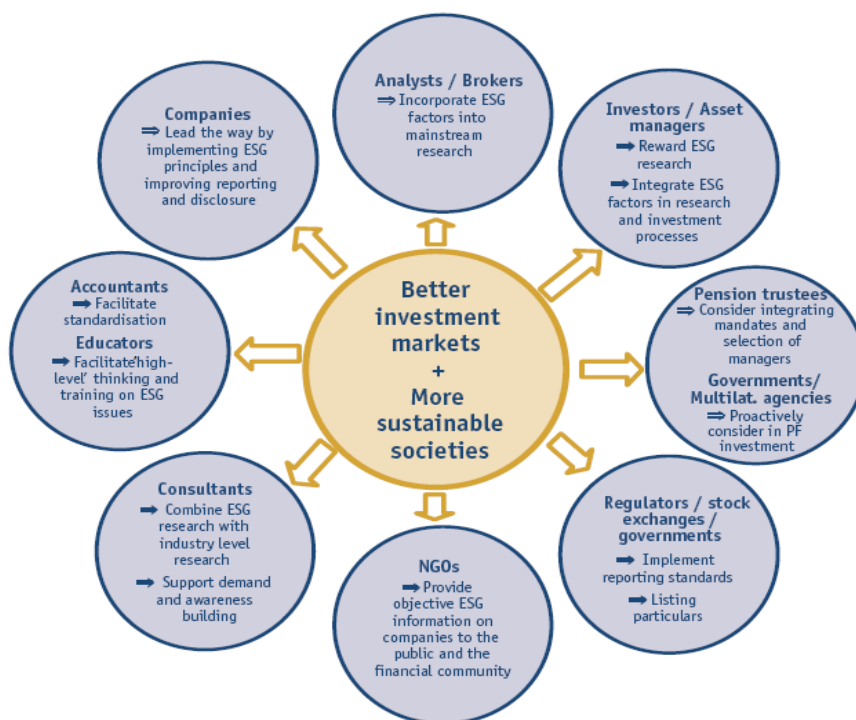 Analysts / Brokers
⇒ Incorporate ESG
factors into
mainstream
research
Investors / Asset
managers
➡ Reward ESG
research
➡ Integrate ESG
factors in research
and investment
processes
Pension trustees
⇒ Consider integrating
mandates and
selection of
managers
Governments/
Multilat. agencies
⇒ Proactively
consider in PF
investment
Regulators / stock
exchanges /
governments
➡ Implement
reporting standards
➡ Listing
particulars
NGOs
➡ Provide
objective ESG
information on
companies to the
public and the
financial community
Consultants
➡ Combine ESG
research with
industry level
research
➡ Support demand
and awareness
building
Accountants
➡ Facilitate
standardisation
Educators
➡ Facilitate'high-
level' thinking and
training on ESG
issues
Companies
⇒ Lead the way by
implementing ESG
principles and
improving reporting
and disclosure
Better
investment
markets
+
More
sustainable
societies